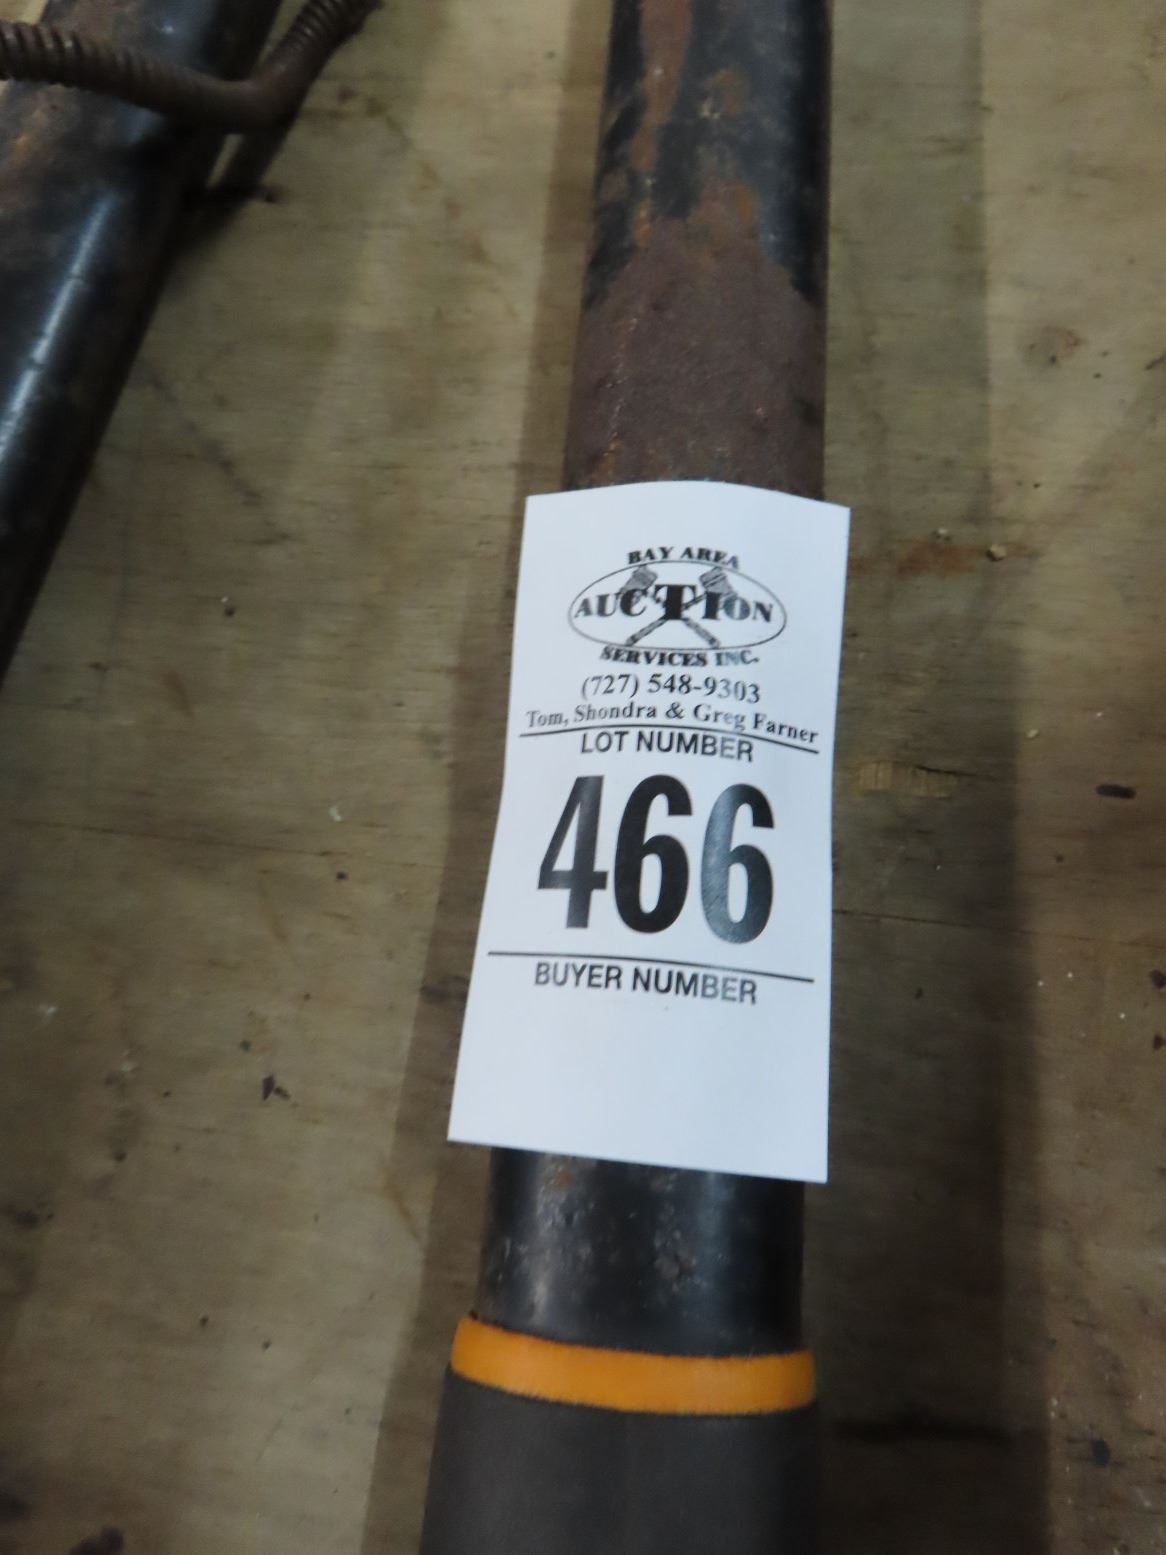 BAY AREA
AUCTION
SERVICES INC.
(727) 548-9303
Tom, Shondra & Greg Farner
LOT NUMBER
466
BUYER NUMBER